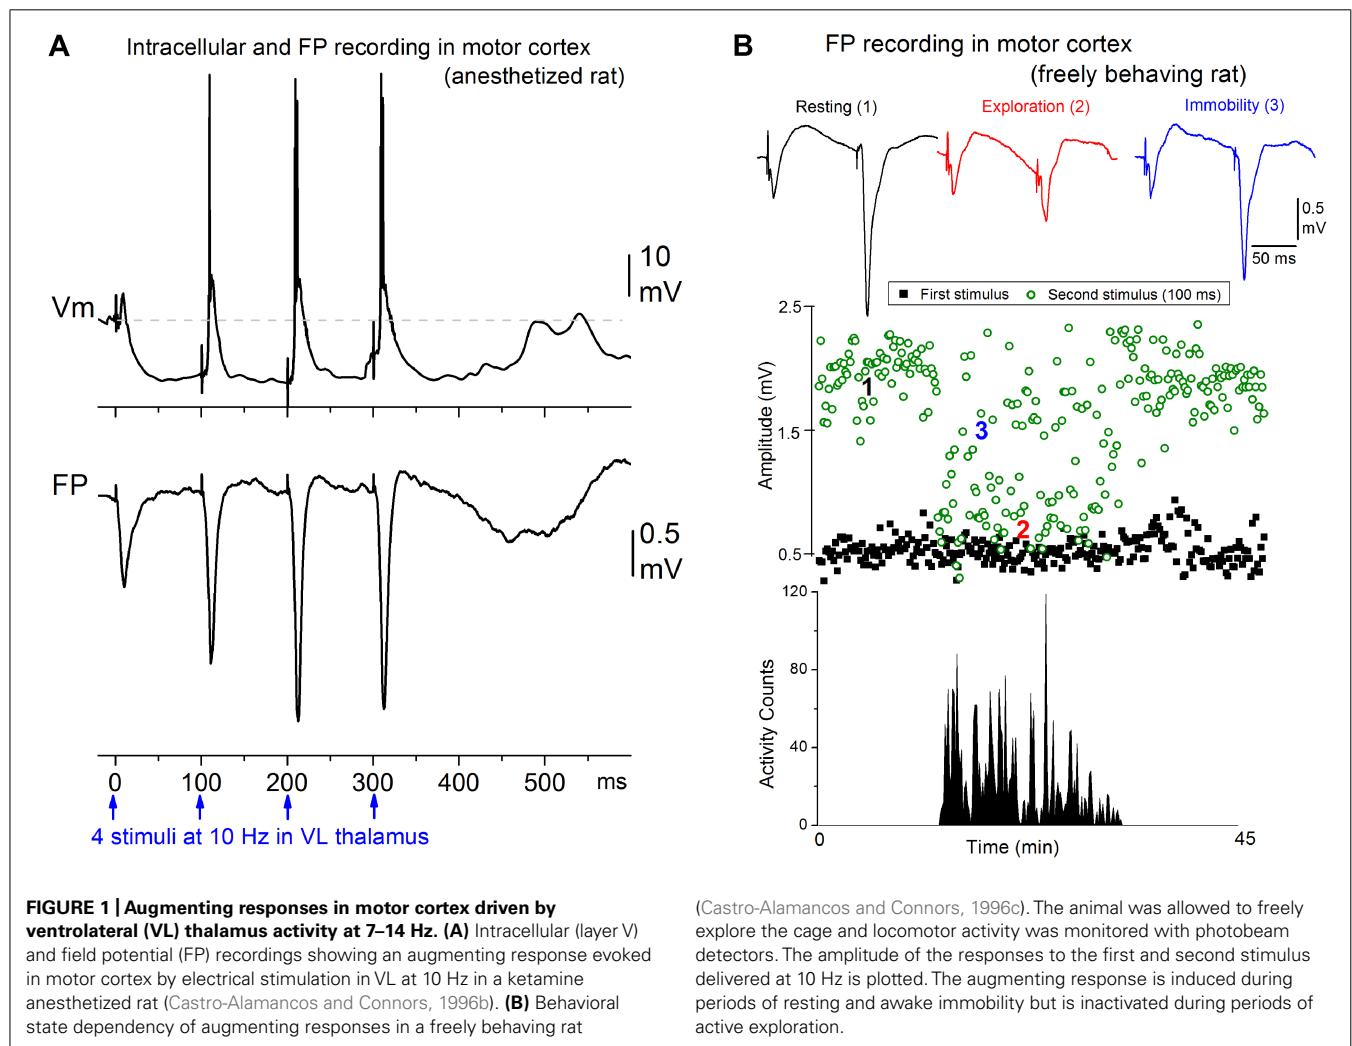 A
Intracellular and FP recording in motor cortex
(anesthetized rat)
10
mV
Vm
FP
0.5
mV
0 100 200 300 400 500 ms
4 stimuli at 10 Hz in VL thalamus
B
FP recording in motor cortex
(freely behaving rat)
Resting (1) Exploration (2) Immobility (3)
0.5
mV
50 ms
First stimulus Second stimulus (100 ms)
2.5
1.5
0.5
Amplitude (mV)
1
3
2
120
80
40
0
Activity Counts
0 45
Time (min)
FIGURE 1 | Augmenting responses in motor cortex driven by
ventrolateral (VL) thalamus activity at 7–14 Hz. (A) Intracellular (layer V)
and field potential (FP) recordings showing an augmenting response evoked
in motor cortex by electrical stimulation in VL at 10 Hz in a ketamine
anesthetized rat (Castro-Alamancos and Connors, 1996b). (B) Behavioral
state dependency of augmenting responses in a freely behaving rat
(Castro-Alamancos and Connors, 1996c). The animal was allowed to freely
explore the cage and locomotor activity was monitored with photobeam
detectors. The amplitude of the responses to the first and second stimulus
delivered at 10 Hz is plotted. The augmenting response is induced during
periods of resting and awake immobility but is inactivated during periods of
active exploration.